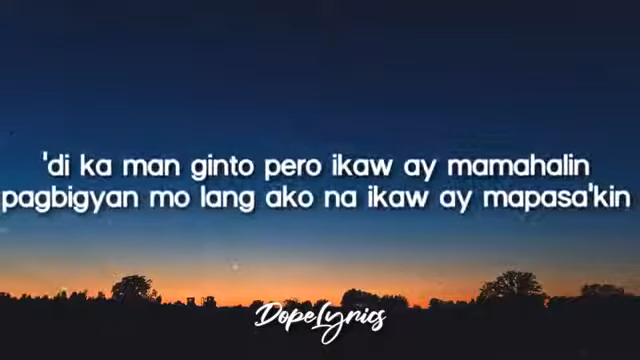 'di ka man ginto pero ikaw ay mamahalin
pagbigyan mo lang ako na ikaw ay mapasa'kin
DopeLyrics